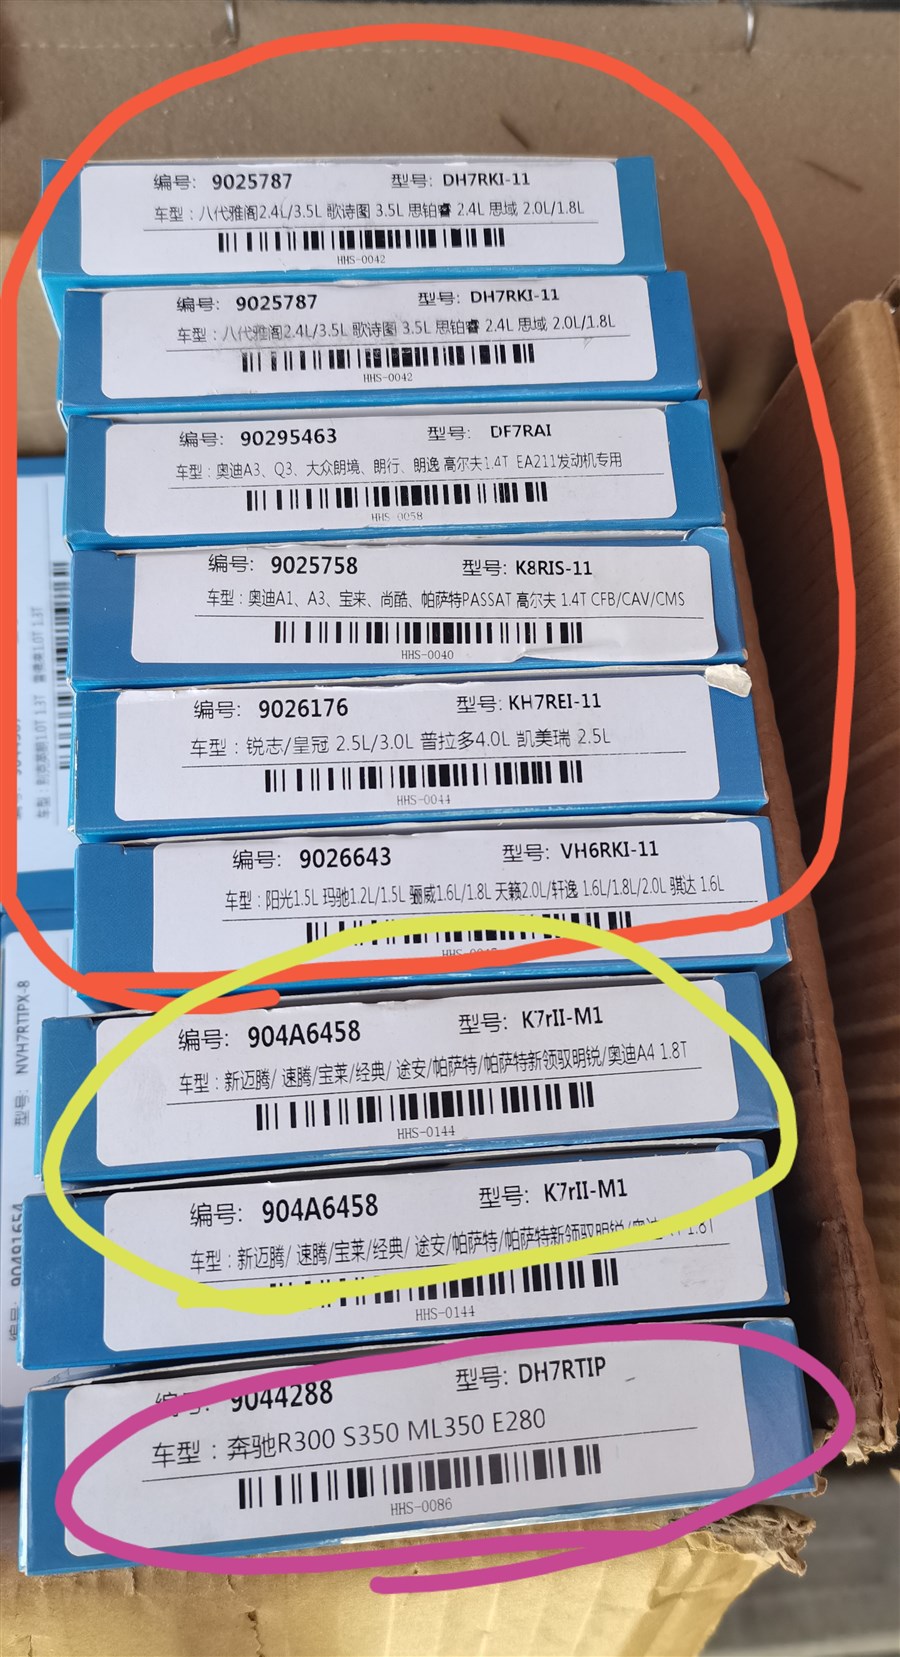 编号: 9025787 型号: DH7RKI-11
车型：八代雅阁2.4L/3.5L 歌诗图 3.5L 思铂睿 2.4L 思域 2.0L/1.8L
HHS-0042
编号: 9025787 型号: DH7RKI-11
车型：八代雅阁2.4L/3.5L 歌诗图 3.5L 思铂睿 2.4L 思域 2.0L/1.8L
HHS-0042
编号: 90295463 型号: DF7RAI
车型：奥迪A3、Q3、大众朗境、朗行、朗逸 高尔夫1.4T EA211发动机专用
HHS-0058
编号: 9025758 型号: K8RIS-11
车型：奥迪A1、A3、宝来、尚酷、帕萨特PASSAT 高尔夫 1.4T CFB/CAV/CMS
HHS-0040
编号: 9026176 型号: KH7REI-11
车型：锐志/皇冠 2.5L/3.0L 普拉多4.0L 凯美瑞 2.5L
HHS-0044
编号: 9026643 型号: VH6RKI-11
车型：阳光1.5L 玛驰1.2L/1.5L 骊威1.6L/1.8L 天籁2.0L/轩逸 1.6L/1.8L/2.0L 骐达 1.6L
编号: 904A6458 型号: K7rII-M1
车型：新迈腾/ 速腾/宝莱/经典/ 途安/帕萨特/帕萨特新领驭明锐/奥迪A4 1.8T
HHS-0144
编号: 904A6458 型号: K7rII-M1
车型：新迈腾/ 速腾/宝莱/经典/ 途安/帕萨特/帕萨特新领驭明锐/奥迪 1.8T
HHS-0144
编号: 9044288 型号: DH7RTIP
车型：奔驰R300 S350 ML350 E280
HHS-0086
型号: NVH7RTIPX-8